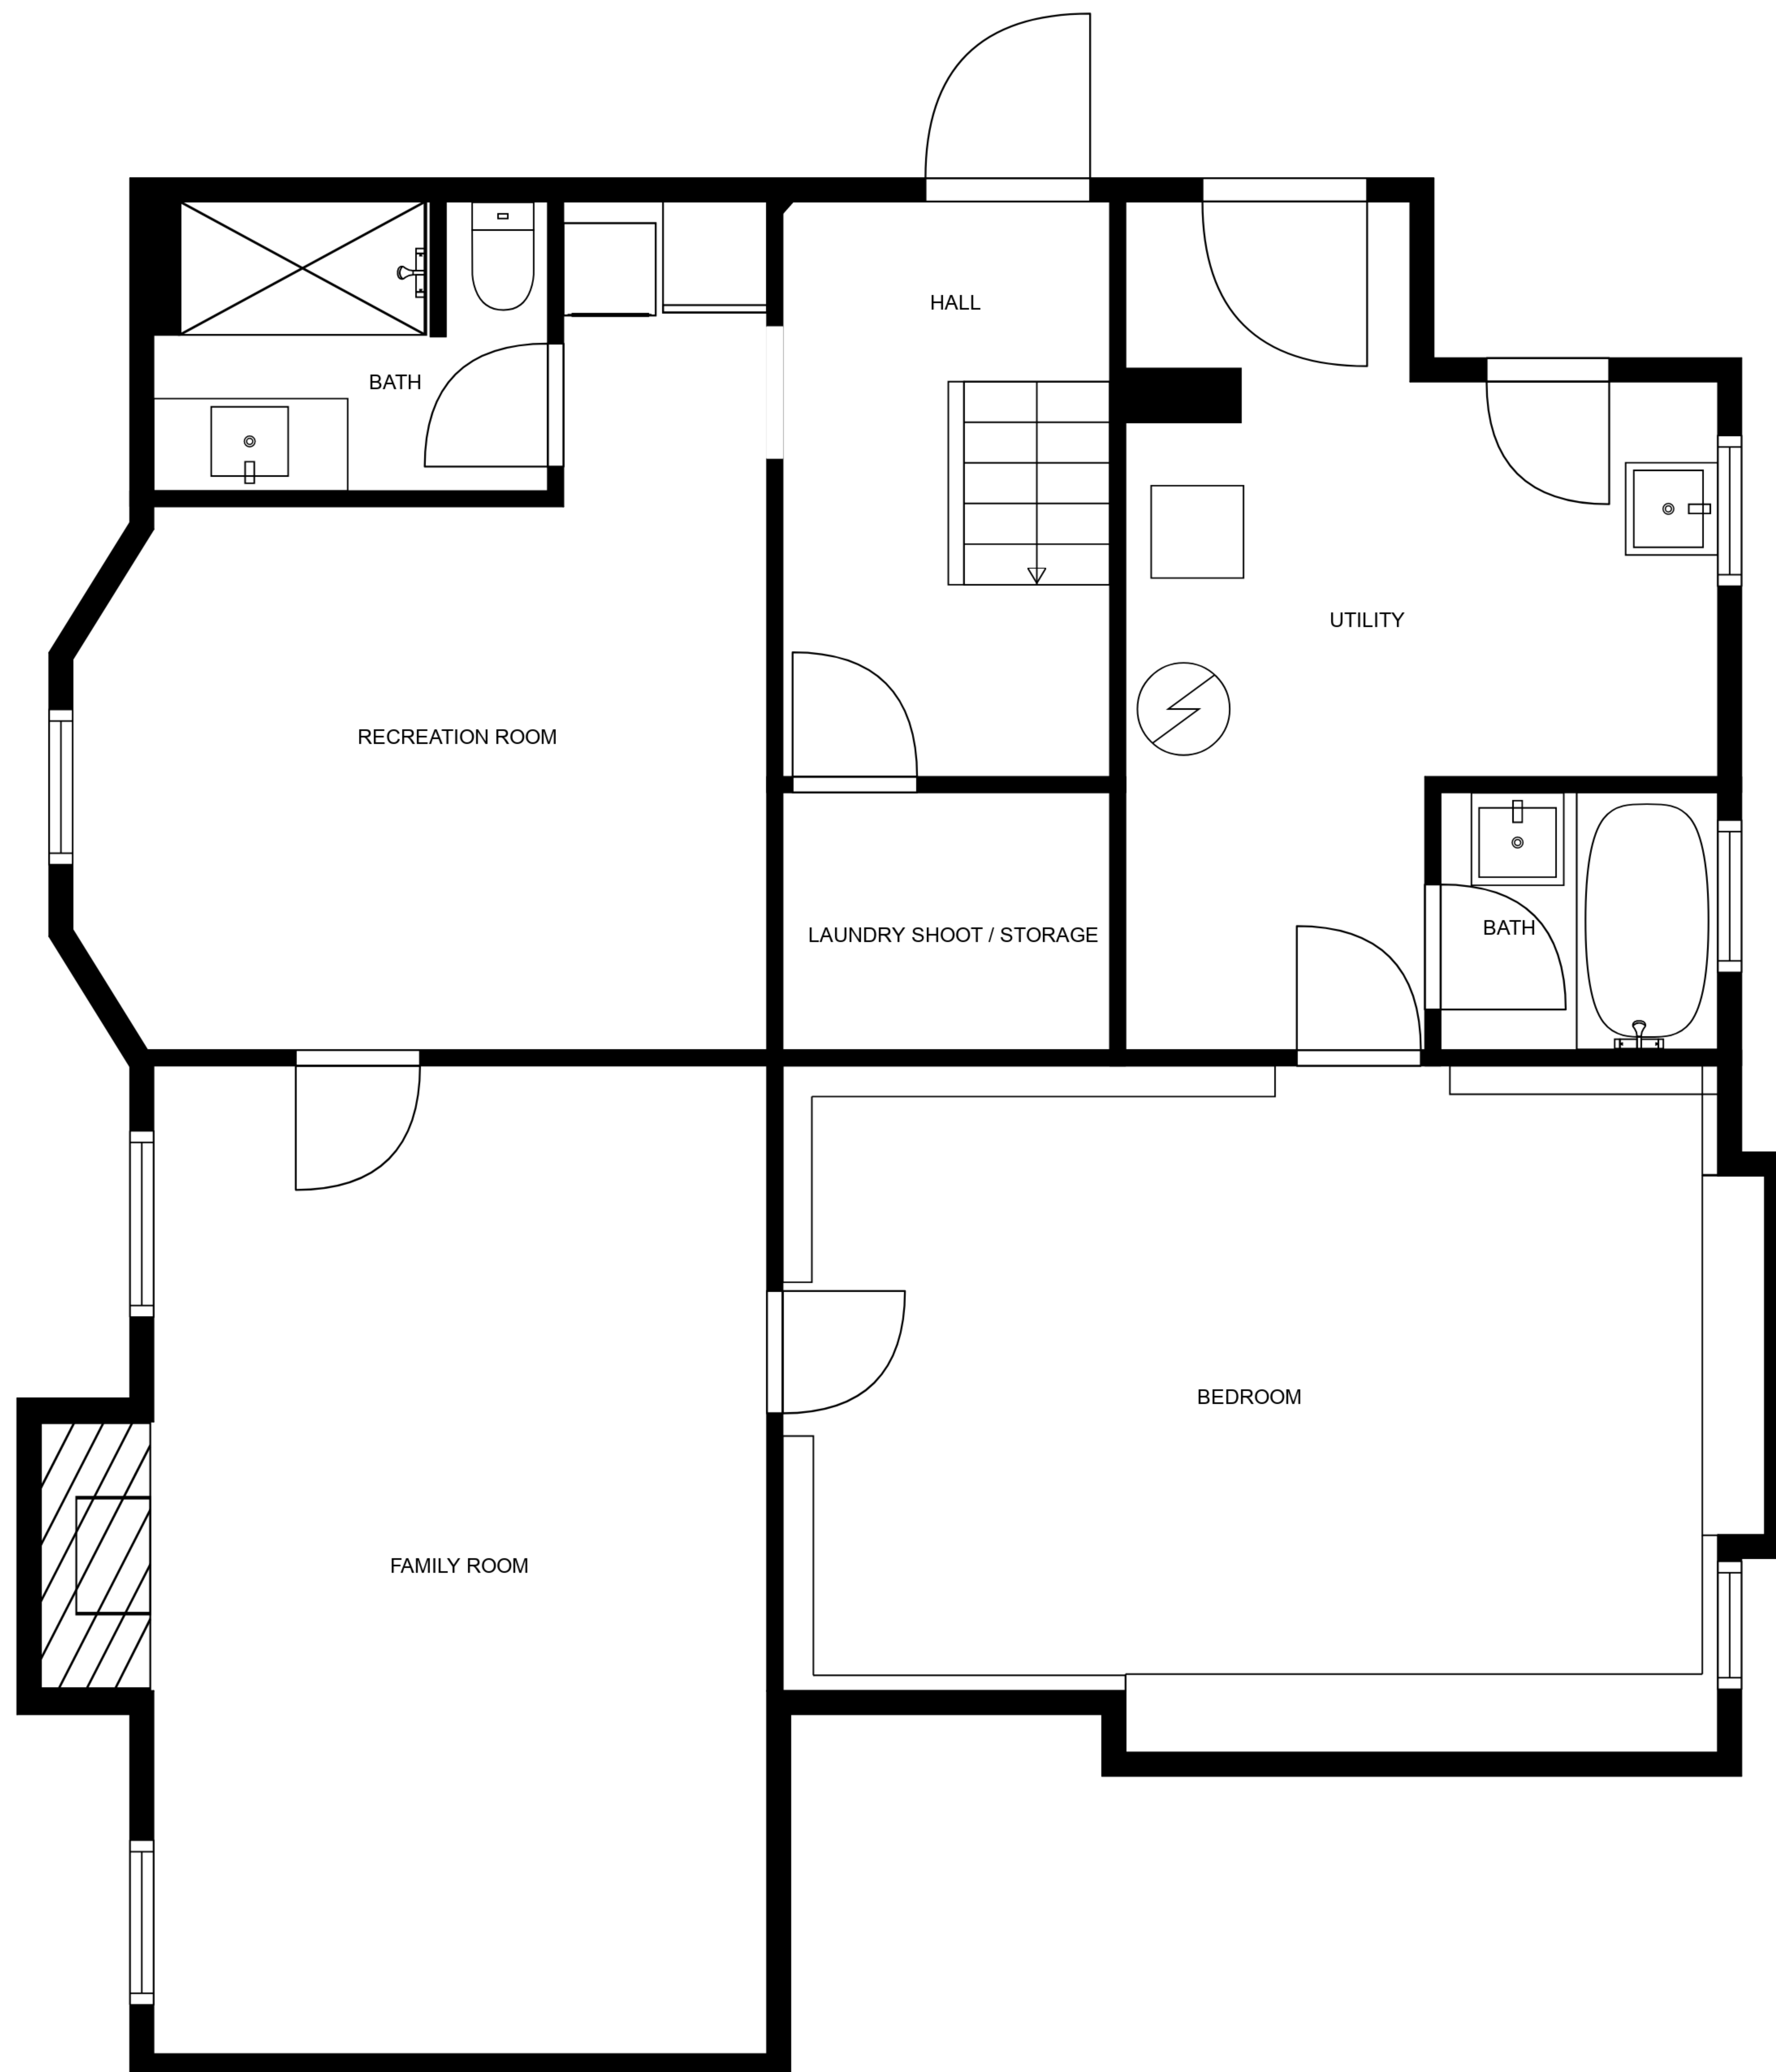 HALL
BATH
UTILITY
RECREATION ROOM
BATH
LAUNDRY SHOOT / STORAGE
BEDROOM
FAMILY ROOM